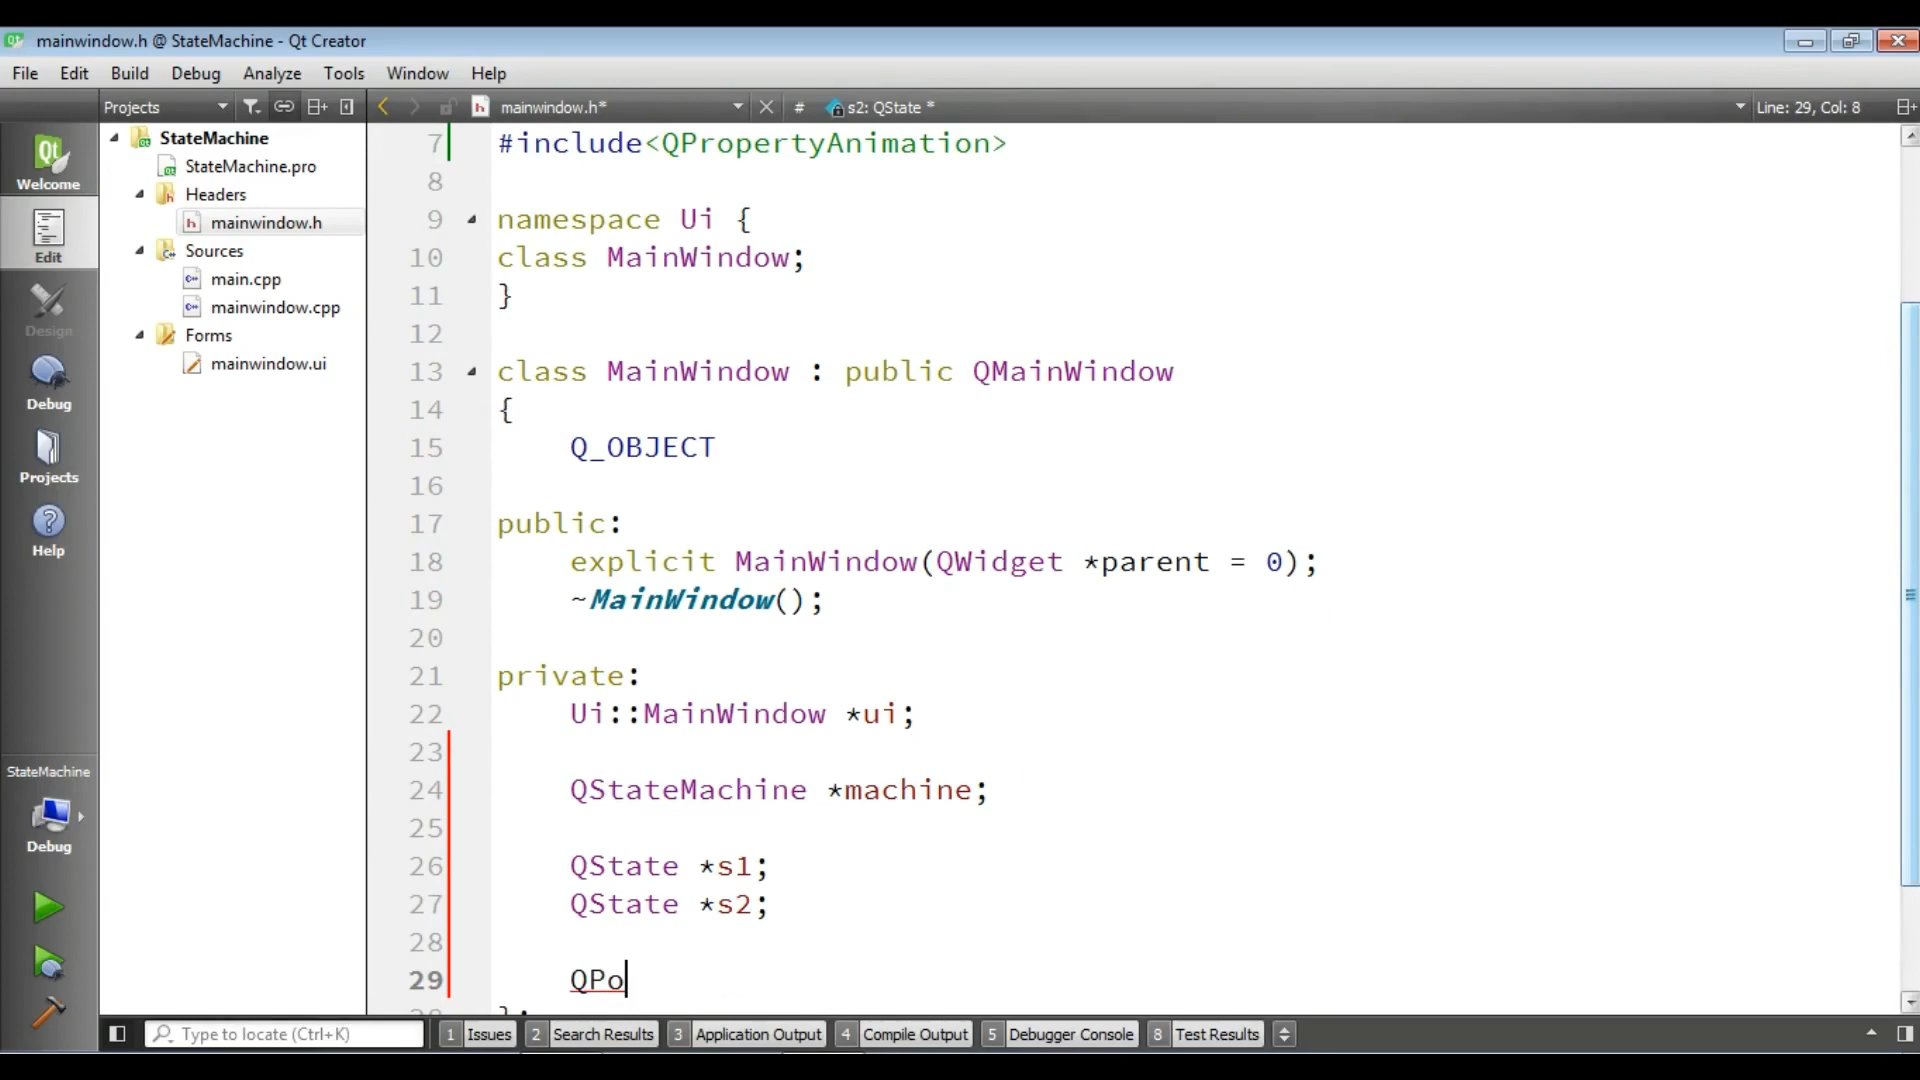 mainwindow.h @ StateMachine - Qt Creator
File Edit Build Debug Analyze Tools Window Help
Projects mainwindow.h* # s2: QState * Line: 29, Col: 8
Welcome
Edit
Design
Debug
Projects
Help
StateMachine
Debug
StateMachine
StateMachine.pro
Headers
mainwindow.h
Sources
main.cpp
mainwindow.cpp
Forms
mainwindow.ui
7 #include<QPropertyAnimation>
8
9 namespace Ui {
10 class MainWindow;
11 }
12
13 class MainWindow : public QMainWindow
14 {
15 Q_OBJECT
16
17 public:
18 explicit MainWindow(QWidget *parent = 0);
19 ~MainWindow();
20
21 private:
22 Ui::MainWindow *ui;
23
24 QStateMachine *machine;
25
26 QState *s1;
27 QState *s2;
28
29 QPo
};
Type to locate (Ctrl+K) 1 Issues 2 Search Results 3 Application Output 4 Compile Output 5 Debugger Console 8 Test Results